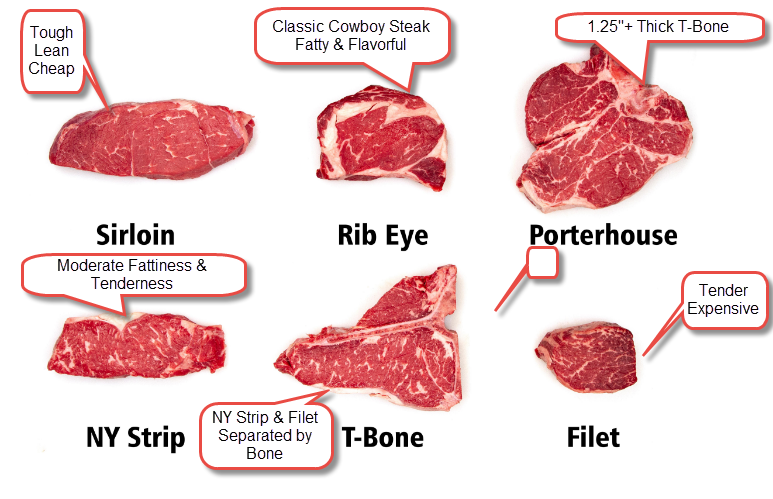 Tough
Lean
Cheap
Classic Cowboy Steak
Fatty & Flavorful
1.25"+ Thick T-Bone
Sirloin
Rib Eye
Porterhouse
Moderate Fattiness &
Tenderness
Tender
Expensive
NY Strip & Filet
Separated by
Bone
NY Strip
T-Bone
Filet